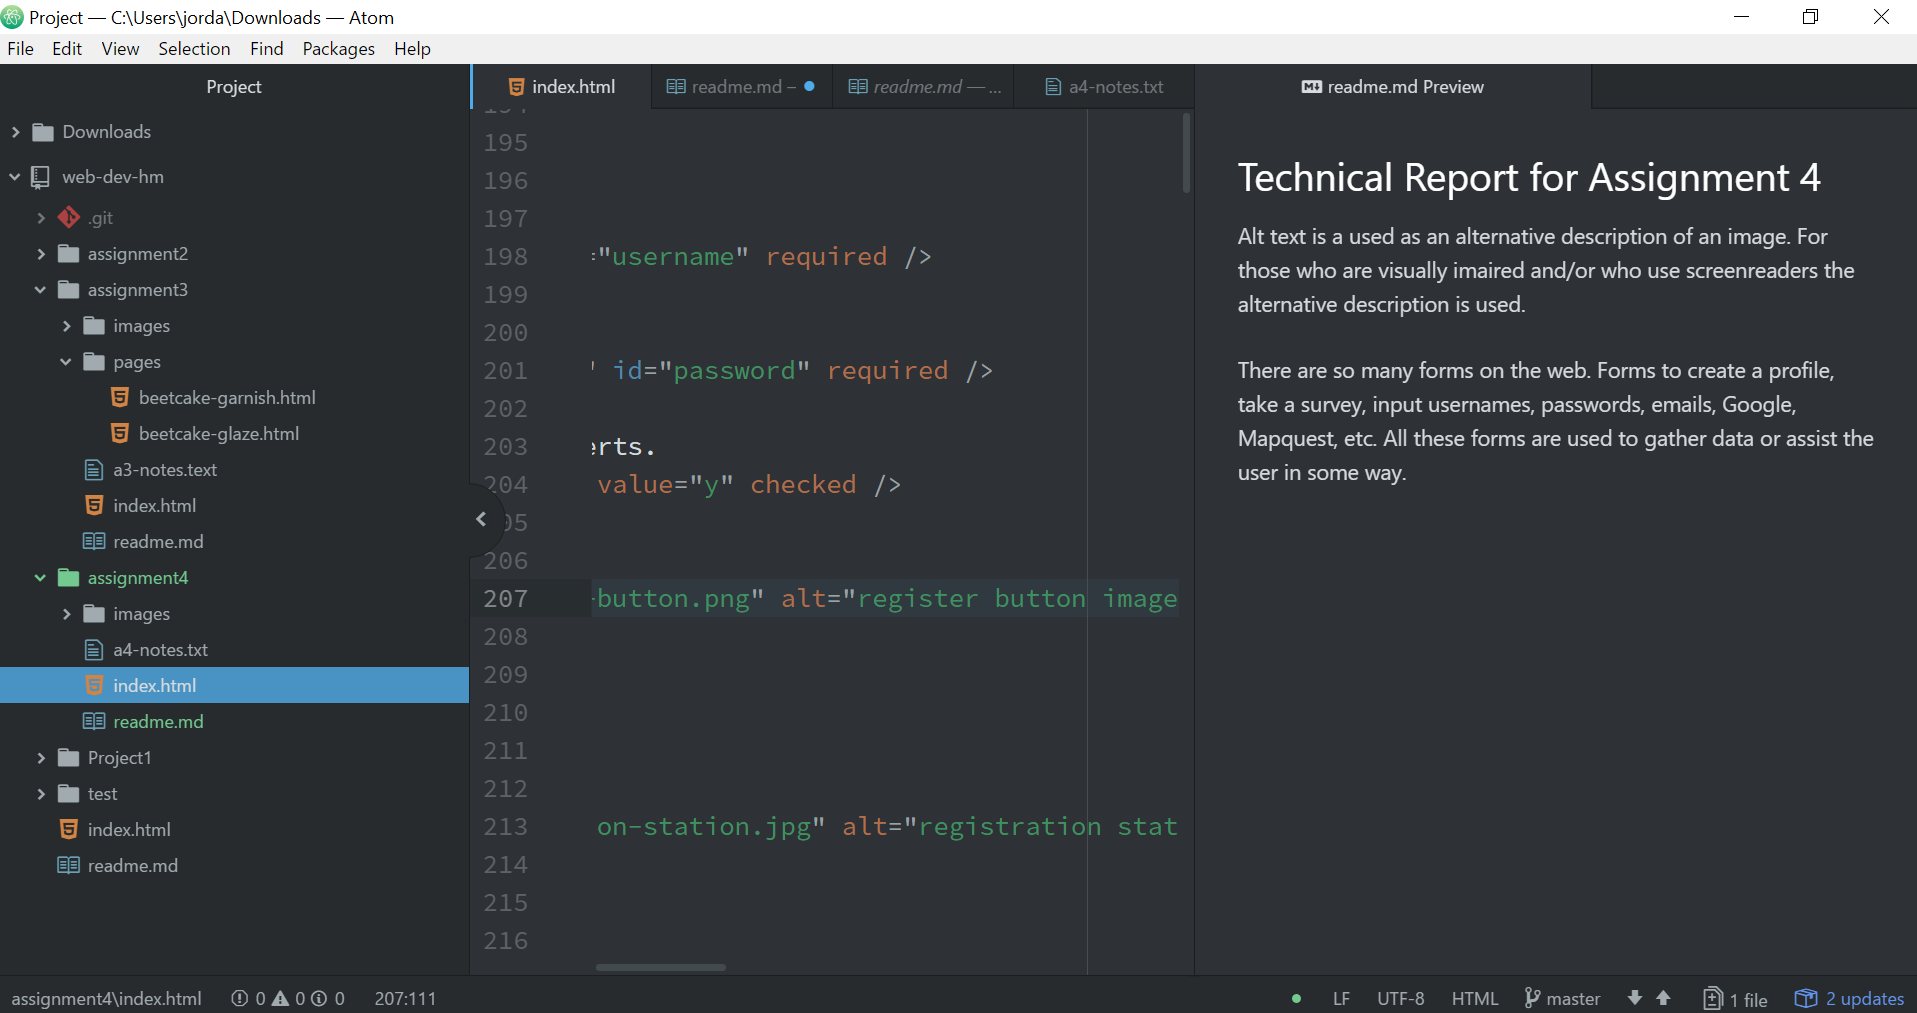 Project — C:\Users\jorda\Downloads — Atom
File Edit View Selection Find Packages Help
Project
Downloads
web-dev-hm
.git
assignment2
assignment3
images
pages
beetcake-garnish.html
beetcake-glaze.html
a3-notes.text
index.html
readme.md
assignment4
images
a4-notes.txt
index.html
readme.md
Project1
test
index.html
readme.md
index.html readme.md – readme.md — ... a4-notes.txt
195
196
197
198 ="username" required />
199
200
201 " id="password" required />
202
203 erts.
204 value="y" checked />
205
206
207 -button.png" alt="register button image
208
209
210
211
212
213 on-station.jpg" alt="registration stat
214
215
216
readme.md Preview
Technical Report for Assignment 4
Alt text is a used as an alternative description of an image. For
those who are visually imaired and/or who use screenreaders the
alternative description is used.
There are so many forms on the web. Forms to create a profile,
take a survey, input usernames, passwords, emails, Google,
Mapquest, etc. All these forms are used to gather data or assist the
user in some way.
assignment4\index.html 0 0 0 207:111 LF UTF-8 HTML master 1 file 2 updates